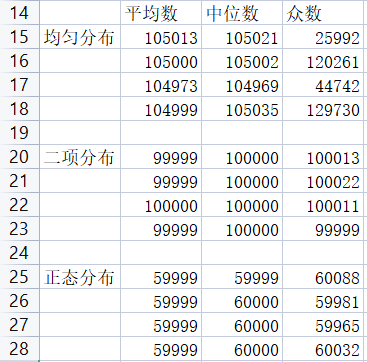 14 平均数 中位数 众数
15 均匀分布 105013 105021 25992
16 105000 105002 120261
17 104973 104969 44742
18 104999 105035 129730
19
20 二项分布 99999 100000 100013
21 99999 100000 100022
22 100000 100000 100011
23 99999 100000 99999
24
25 正态分布 59999 59999 60088
26 59999 60000 59981
27 59999 60000 59965
28 59999 60000 60032